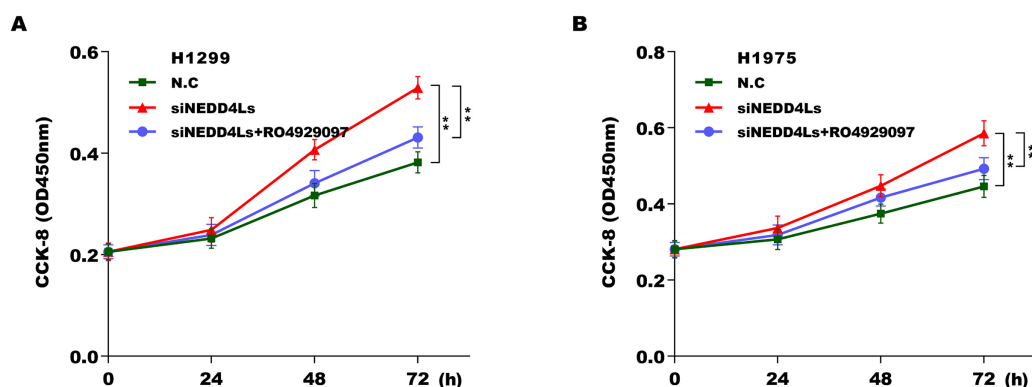 A
CCK-8 (OD450nm)
0.6
0.4
0.2
0.0
H1299
N.C
siNEDD4Ls
siNEDD4Ls+RO4929097
**
**
0
24
48
72
(h)
B
CCK-8 (OD450nm)
0.8
0.6
0.4
0.2
0.0
H1975
N.C
siNEDD4Ls
siNEDD4Ls+RO4929097
**
**
0
24
48
72
(h)